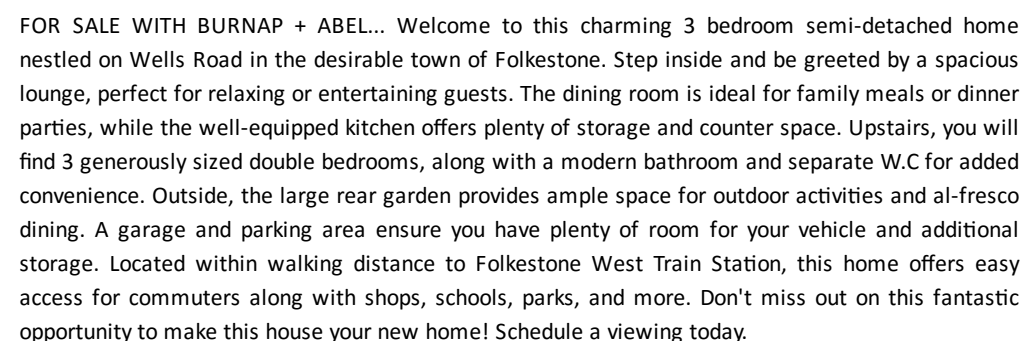 FOR SALE WITH BURNAP + ABEL... Welcome to this charming 3 bedroom semi-detached home
nestled on Wells Road in the desirable town of Folkestone. Step inside and be greeted by a spacious
lounge, perfect for relaxing or entertaining guests. The dining room is ideal for family meals or dinner
parties, while the well-equipped kitchen offers plenty of storage and counter space. Upstairs, you will
find 3 generously sized double bedrooms, along with a modern bathroom and separate W.C for added
convenience. Outside, the large rear garden provides ample space for outdoor activities and al-fresco
dining. A garage and parking area ensure you have plenty of room for your vehicle and additional
storage. Located within walking distance to Folkestone West Train Station, this home offers easy
access for commuters along with shops, schools, parks, and more. Don't miss out on this fantastic
opportunity to make this house your new home! Schedule a viewing today.